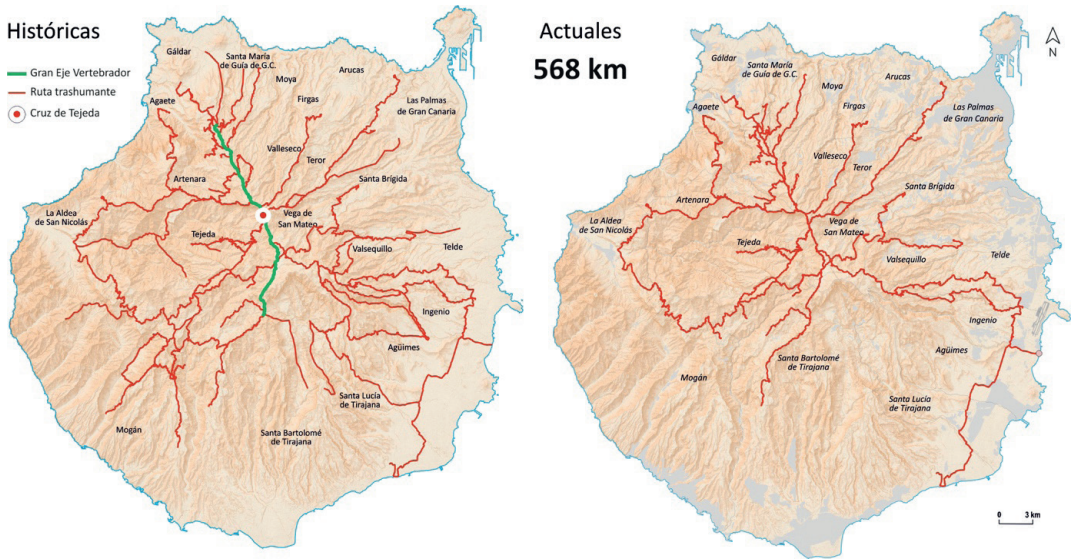 Históricas
Gran Eje Vertebrador
Ruta trashumante
Cruz de Tejeda
Gáldar
Santa María
de Guía de G.C.
Moya
Arucas
Agaete
Firgas
Las Palmas
de Gran Canaria
Valleseco
Teror
Artenara
Santa Brígida
La Aldea
de San Nicolás
Vega de
San Mateo
Tejeda
Valsequillo
Telde
Ingenio
Agüimes
Santa Lucía
de Tirajana
Mogán
Santa Bartolomé
de Tirajana
Actuales
568 km
N
Gáldar
Santa María
de Guía de G.C.
Moya
Arucas
Agaete
Firgas
Las Palmas
de Gran Canaria
Valleseco
Teror
Santa Brígida
Artenara
La Aldea
de San Nicolás
Vega de
San Mateo
Tejeda
Valsequillo
Telde
Ingenio
Agüimes
Santa Bartolomé
de Tirajana
Mogán
Santa Lucía
de Tirajana
0 3 km